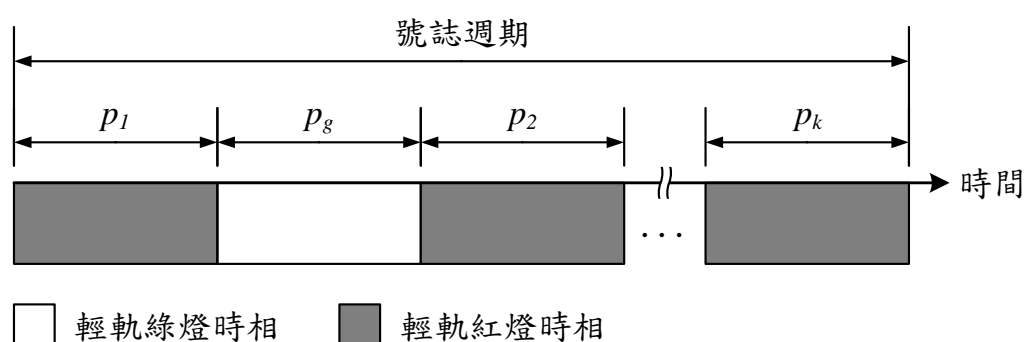 號誌週期
p1 pg p2 pk
時間
...
輕軌綠燈時相 輕軌紅燈時相